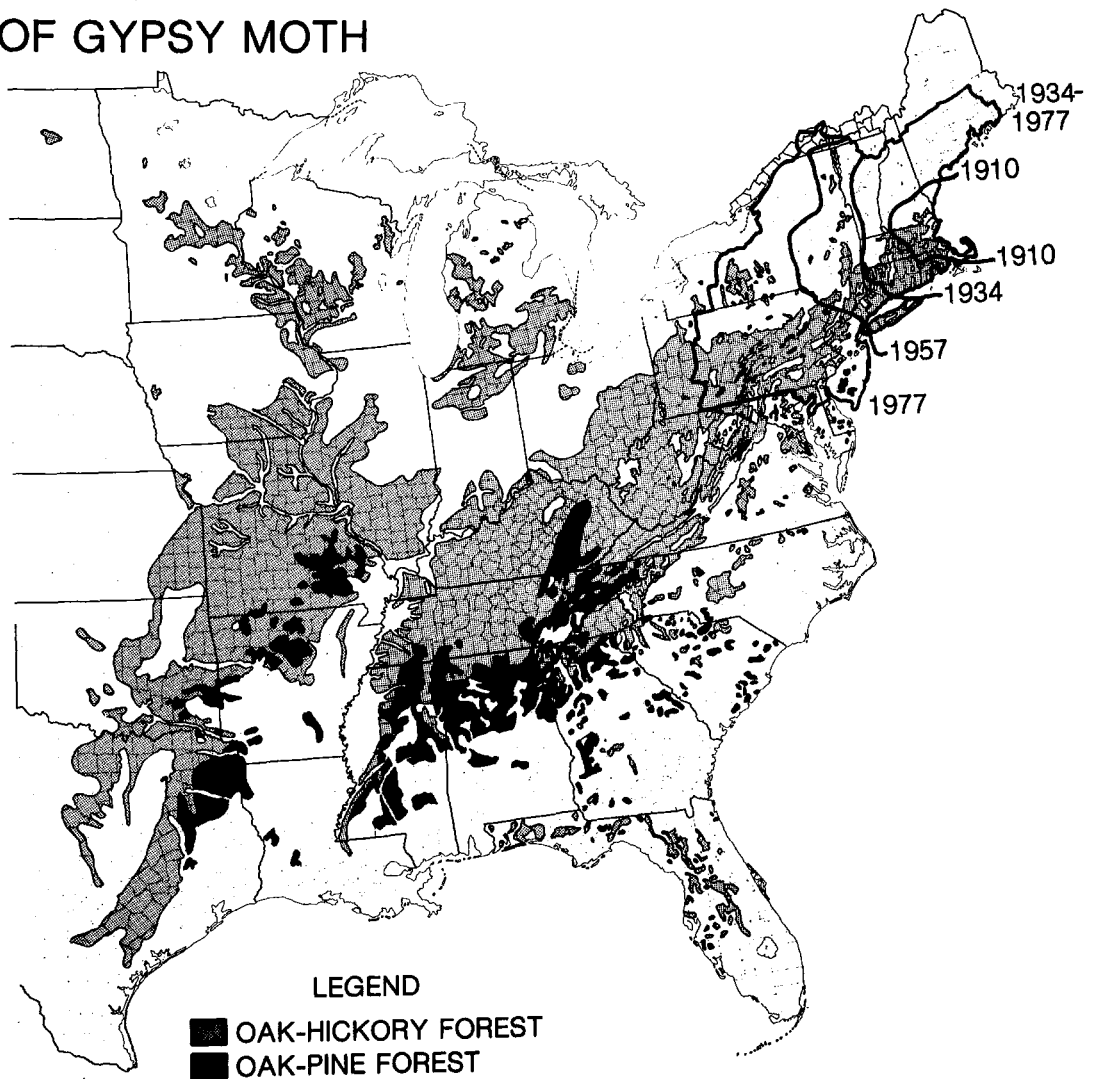 OF GYPSY MOTH
1934-
1977
1910
1910
1934
1957
1977
LEGEND
OAK-HICKORY FOREST
OAK-PINE FOREST